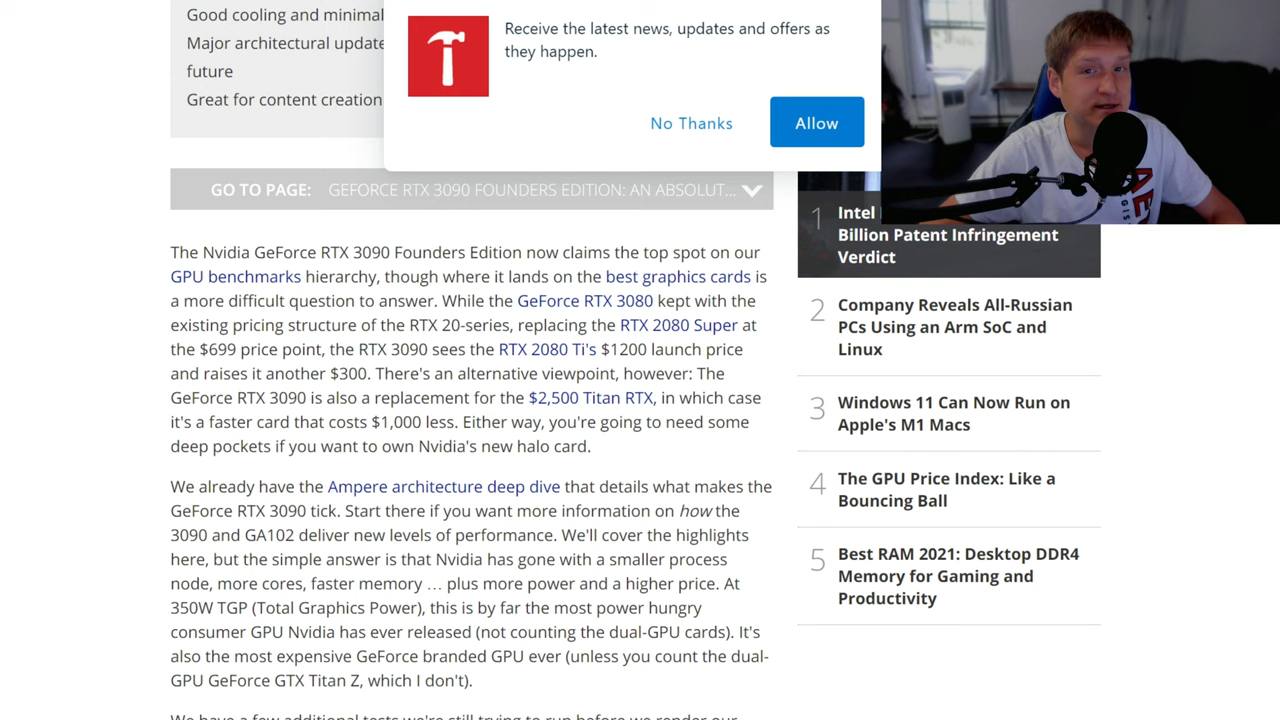 Good cooling and minimal
Major architectural update
future
Great for content creation
Receive the latest news, updates and offers as
they happen.
No Thanks
Allow
GO TO PAGE: GEFORCE RTX 3090 FOUNDERS EDITION: AN ABSOLUT...
The Nvidia GeForce RTX 3090 Founders Edition now claims the top spot on our
GPU benchmarks hierarchy, though where it lands on the best graphics cards is
a more difficult question to answer. While the GeForce RTX 3080 kept with the
existing pricing structure of the RTX 20-series, replacing the RTX 2080 Super at
the $699 price point, the RTX 3090 sees the RTX 2080 Ti's $1200 launch price
and raises it another $300. There's an alternative viewpoint, however: The
GeForce RTX 3090 is also a replacement for the $2,500 Titan RTX, in which case
it's a faster card that costs $1,000 less. Either way, you're going to need some
deep pockets if you want to own Nvidia's new halo card.
We already have the Ampere architecture deep dive that details what makes the
GeForce RTX 3090 tick. Start there if you want more information on how the
3090 and GA102 deliver new levels of performance. We'll cover the highlights
here, but the simple answer is that Nvidia has gone with a smaller process
node, more cores, faster memory … plus more power and a higher price. At
350W TGP (Total Graphics Power), this is by far the most power hungry
consumer GPU Nvidia has ever released (not counting the dual-GPU cards). It's
also the most expensive GeForce branded GPU ever (unless you count the dual-
GPU GeForce GTX Titan Z, which I don't).
We have a few additional tests we're still trying to run before we render our
1 Intel
Billion Patent Infringement
Verdict
2 Company Reveals All-Russian
PCs Using an Arm SoC and
Linux
3 Windows 11 Can Now Run on
Apple's M1 Macs
4 The GPU Price Index: Like a
Bouncing Ball
5 Best RAM 2021: Desktop DDR4
Memory for Gaming and
Productivity